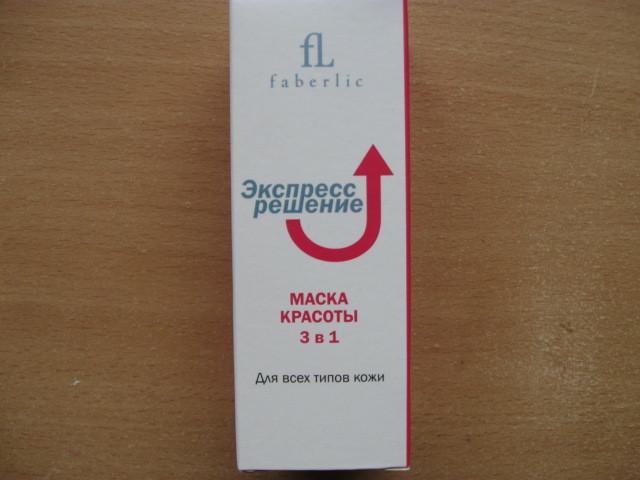 fL
faberlic
Экспресс
решение
МАСКА
КРАСОТЫ
3 в 1
Для всех типов кожи